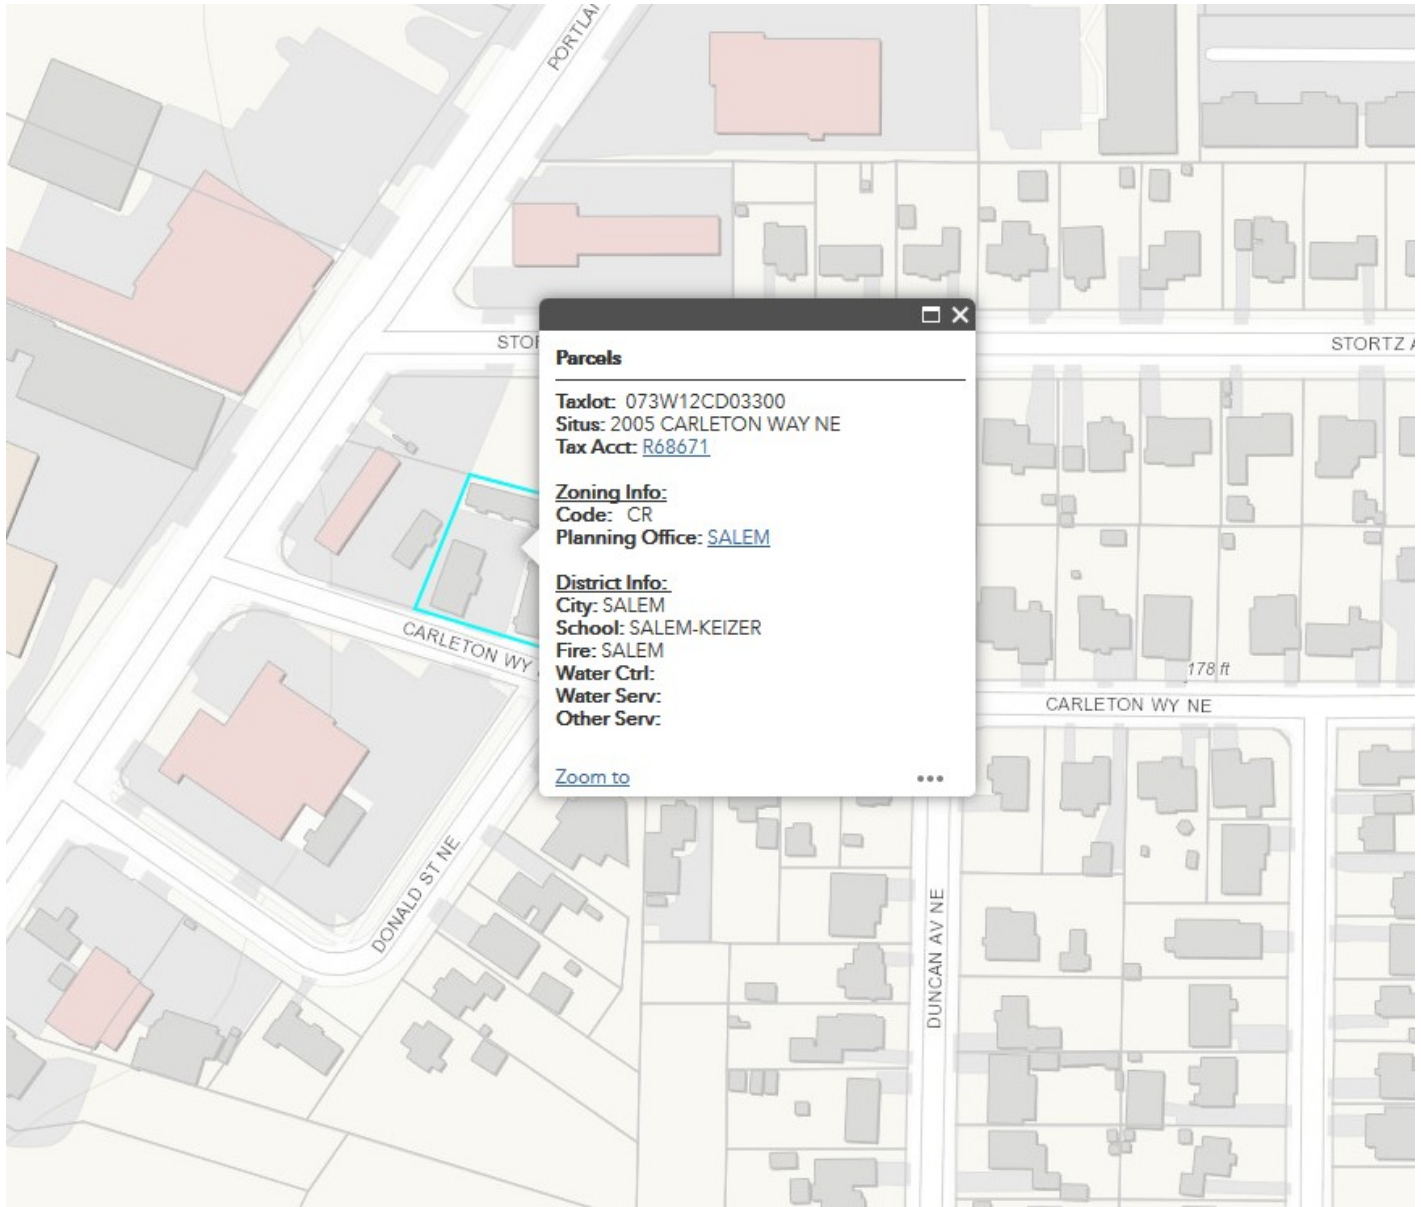 PORTLA
STO
STORTZ A
Parcels
Taxlot: 073W12CD03300
Situs: 2005 CARLETON WAY NE
Tax Acct: R68671
Zoning Info:
Code: CR
Planning Office: SALEM
District Info:
City: SALEM
School: SALEM-KEIZER
Fire: SALEM
Water Ctrl:
Water Serv:
Other Serv:
Zoom to
CARLETON WY
178 ft
CARLETON WY NE
DONALD ST NE
DUNCAN AV NE